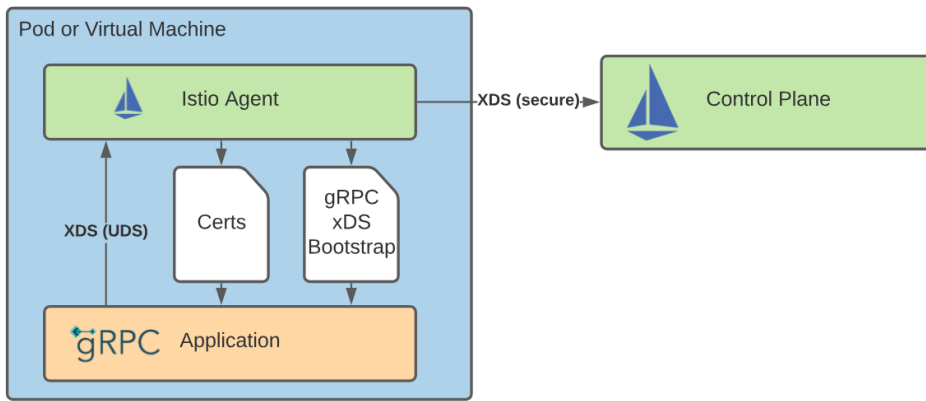 Pod or Virtual Machine
Istio Agent
XDS (secure)
Control Plane
XDS (UDS)
Certs
gRPC
xDS
Bootstrap
gRPC
Application